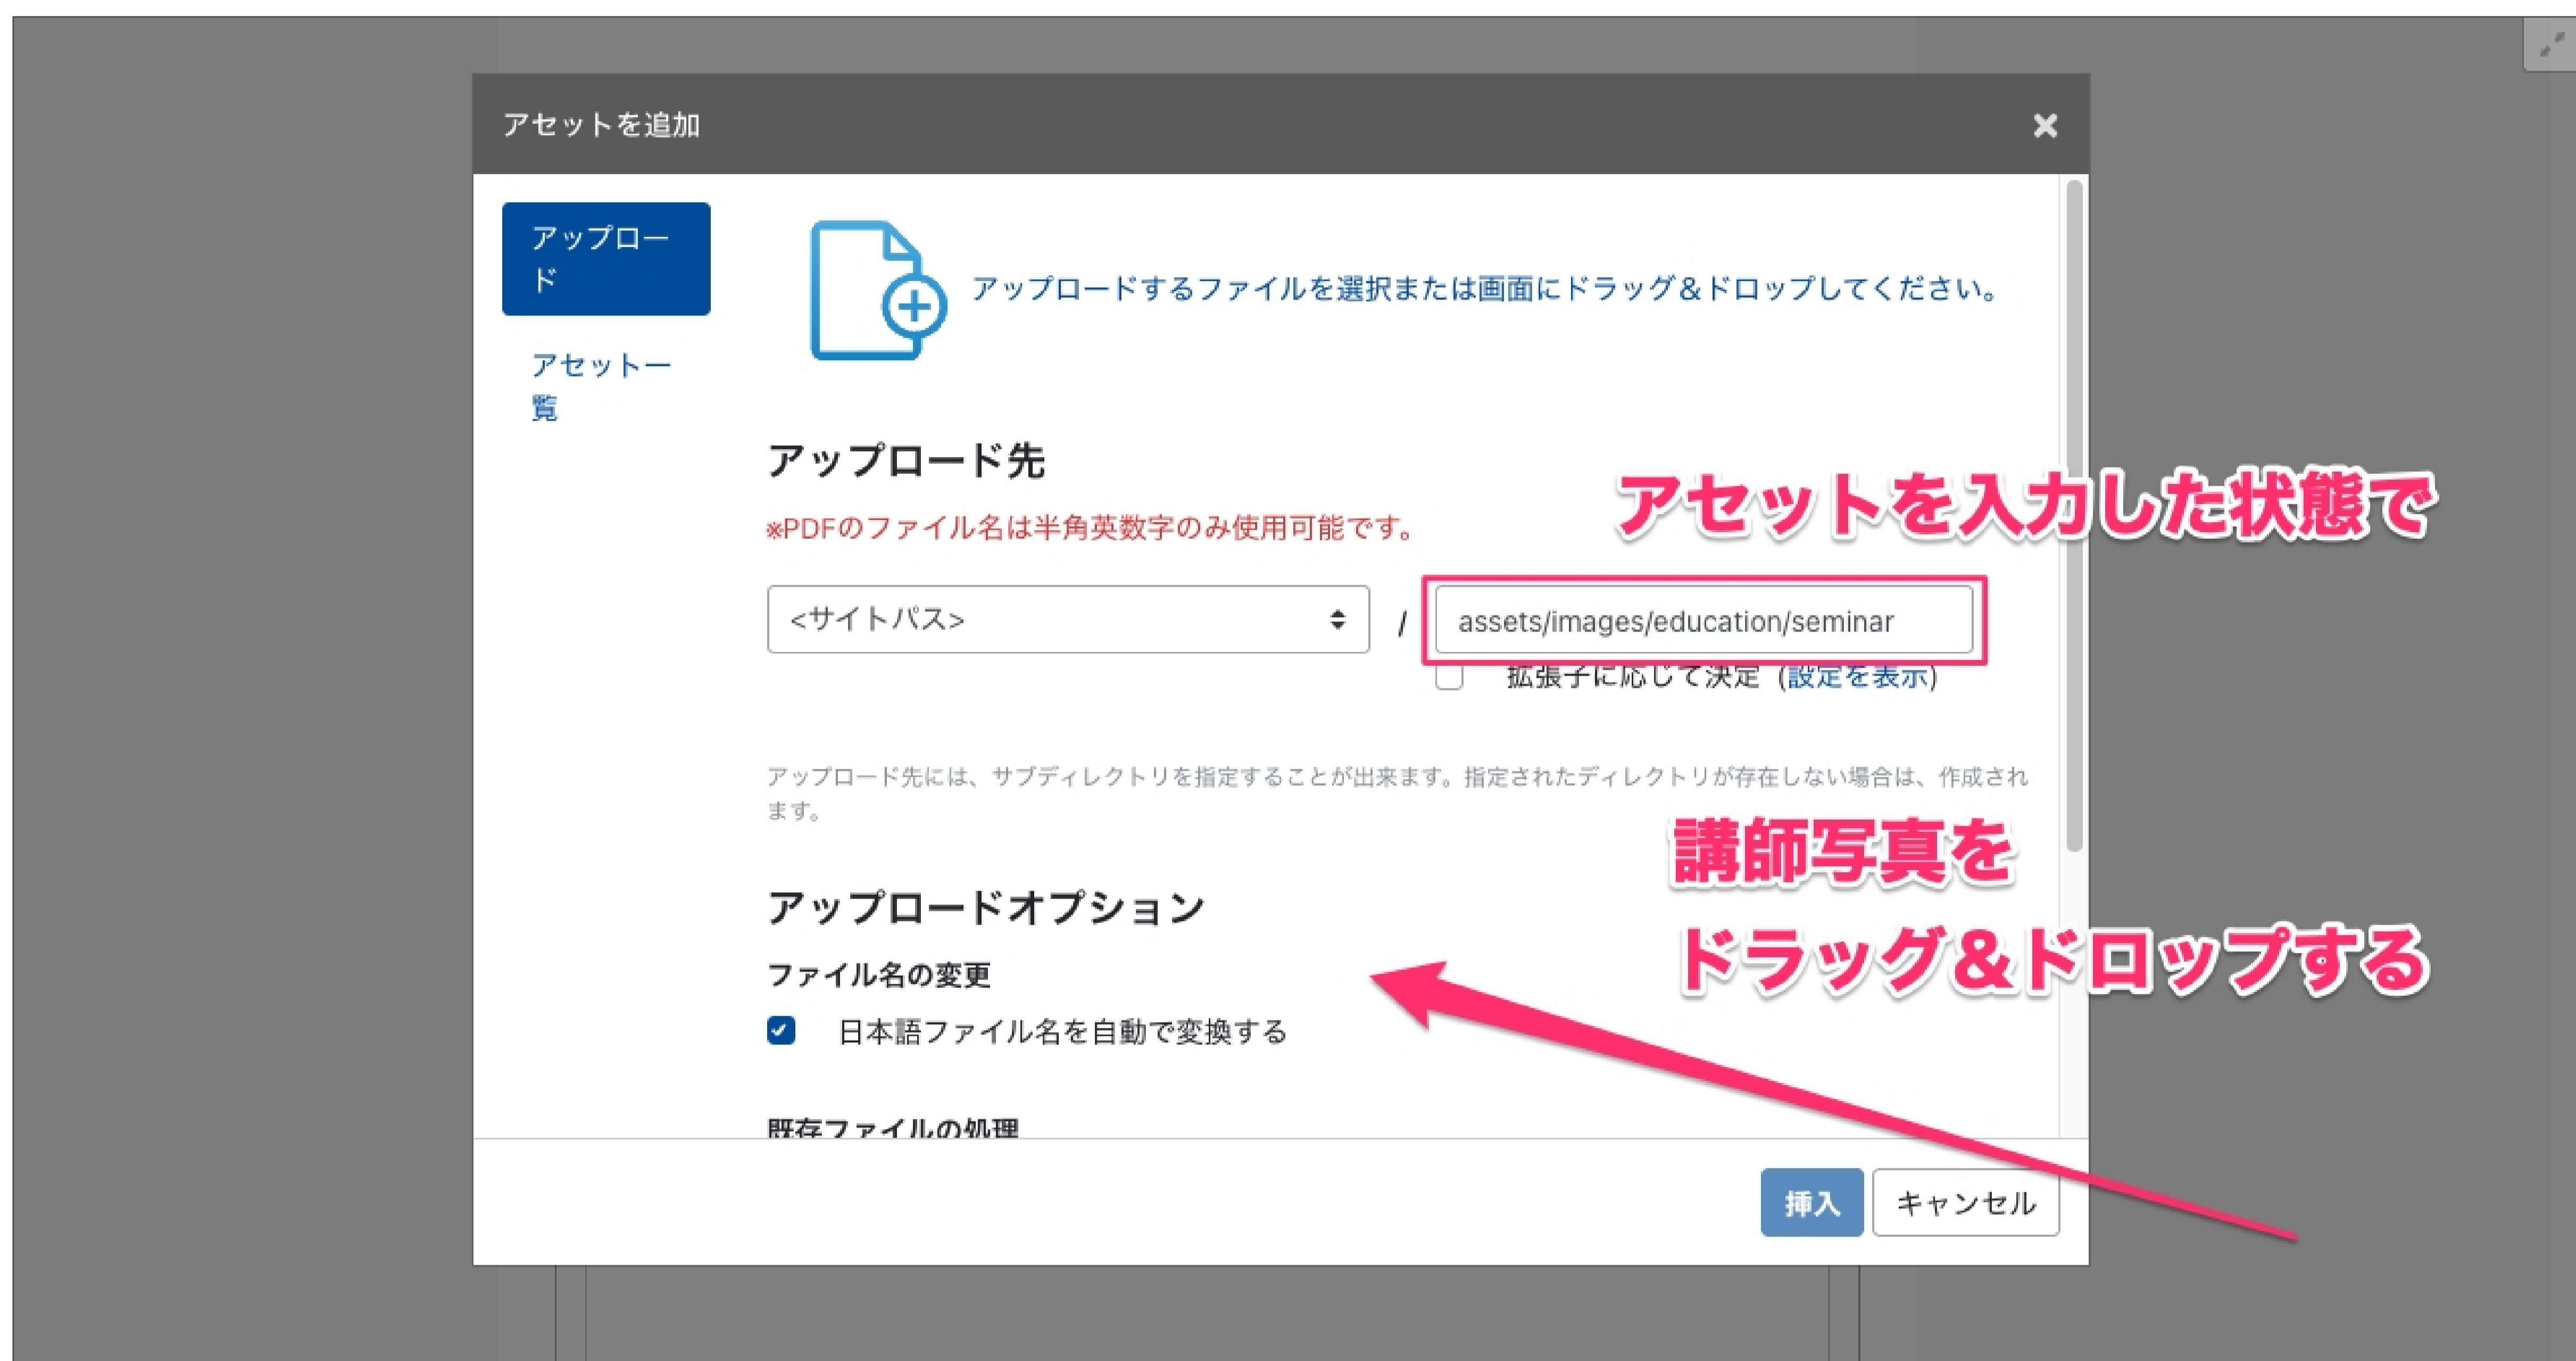 アセットを追加
アップロー
ド
アップロードするファイルを選択または画面にドラッグ&ドロップしてください。
アセット一
覧
アップロード先
※PDFのファイル名は半角英数字のみ使用可能です。
アセットを入力した状態で
<サイトパス> / assets/images/education/seminar
拡張子に応じて決定 (設定を表示)
アップロード先には、サブディレクトリを指定することが出来ます。指定されたディレクトリが存在しない場合は、作成され
ます。
講師写真を
ドラッグ&ドロップする
アップロードオプション
ファイル名の変更
日本語ファイル名を自動で変換する
既存ファイルの処理
挿入 キャンセル